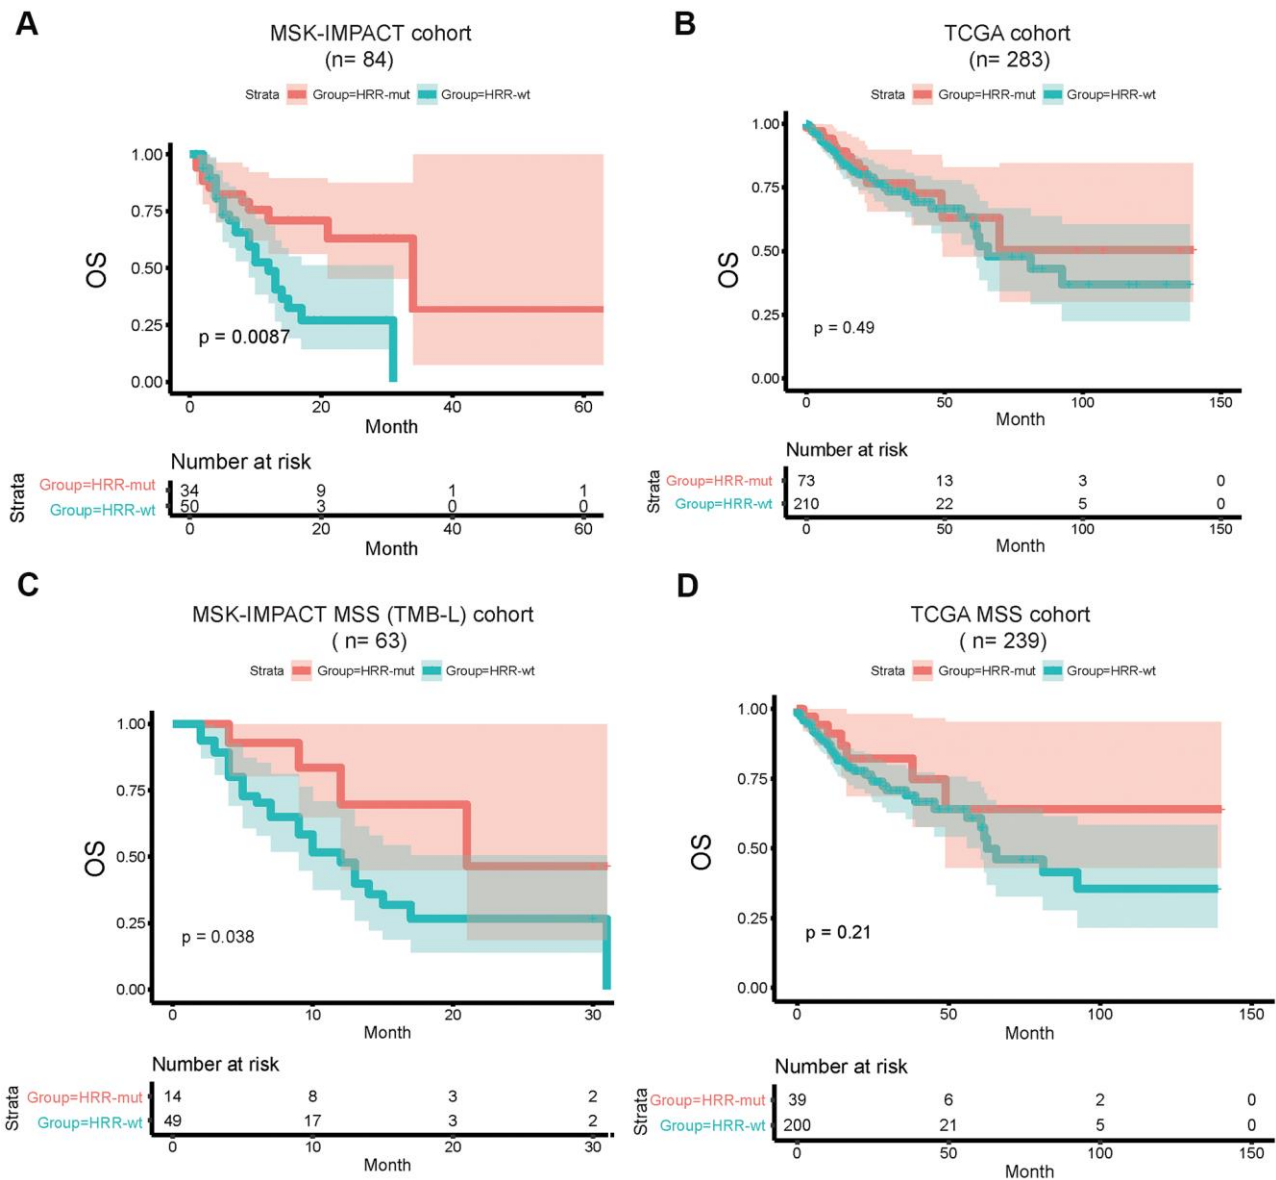 A
MSK-IMPACT cohort
(n= 84)
Strata Group=HRR-mut Group=HRR-wt
1.00
0.75
0.50
0.25
0.00
OS
p = 0.0087
0 20 40 60
Month
Number at risk
Strata
Group=HRR-mut 34 9 1 1
Group=HRR-wt 50 3 0 0
0 20 40 60
Month
B
TCGA cohort
(n= 283)
Strata Group=HRR-mut Group=HRR-wt
1.00
0.75
0.50
0.25
0.00
OS
p = 0.49
0 50 100 150
Month
Number at risk
Strata
Group=HRR-mut 73 13 3 0
Group=HRR-wt 210 22 5 0
0 50 100 150
Month
C
MSK-IMPACT MSS (TMB-L) cohort
( n= 63)
Strata Group=HRR-mut Group=HRR-wt
1.00
0.75
0.50
0.25
0.00
OS
p = 0.038
0 10 20 30
Month
Number at risk
Strata
Group=HRR-mut 14 8 3 2
Group=HRR-wt 49 17 3 2
0 10 20 30
Month
D
TCGA MSS cohort
( n= 239)
Strata Group=HRR-mut Group=HRR-wt
1.00
0.75
0.50
0.25
0.00
OS
p = 0.21
0 50 100 150
Month
Number at risk
Strata
Group=HRR-mut 39 6 2 0
Group=HRR-wt 200 21 5 0
0 50 100 150
Month